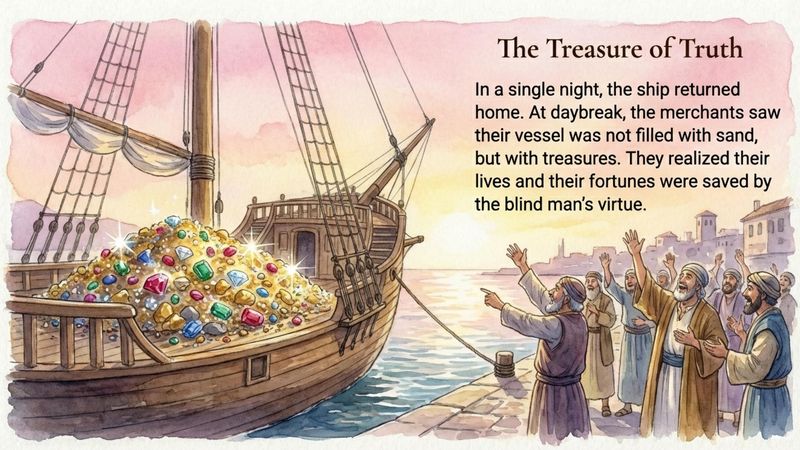 The Treasure of Truth
In a single night, the ship returned
home. At daybreak, the merchants saw
their vessel was not filled with sand,
but with treasures. They realized their
lives and their fortunes were saved by
the blind man’s virtue.